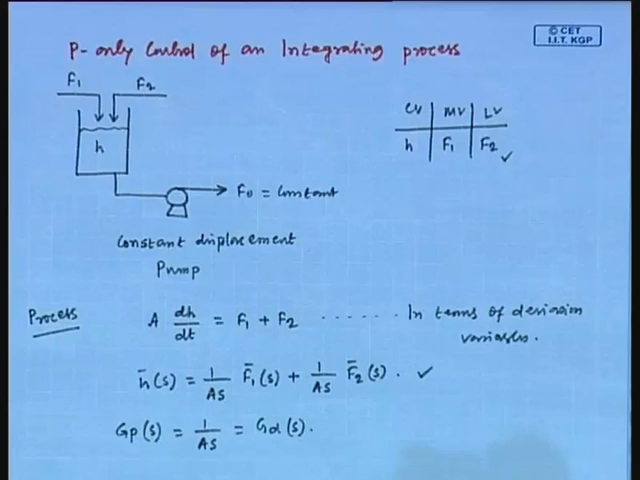 © CET
I.I.T. KGP
P-only Control of an Integrating process
F1 F2
h
F0 = Constant
Constant displacement
Pump
CV MV LV
h F1 F2 ✓
Process
A dh/dt = F1 + F2 ...... In terms of deviation
variables.
h̄(s) = 1/AS F̄1(s) + 1/AS F̄2(s). ✓
Gp(s) = 1/AS = Gd(s).